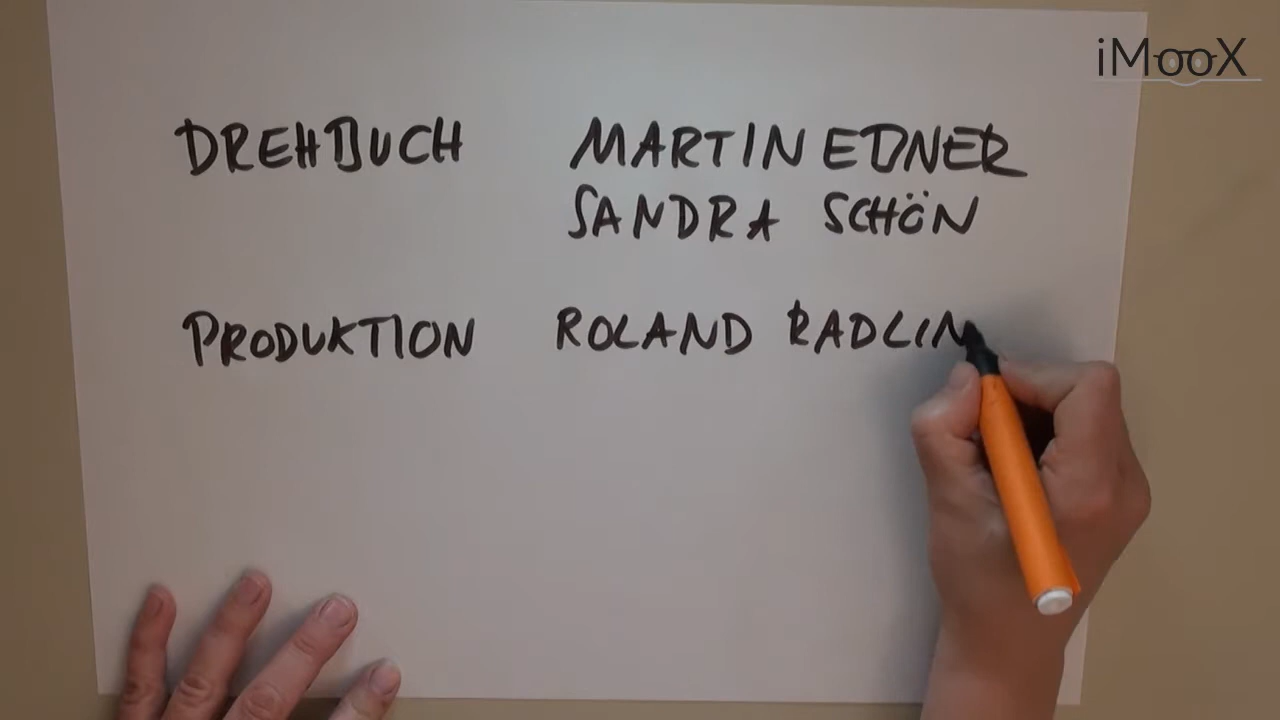 iMooX
DREHBUCH MARTIN EBNER
SANDRA SCHÖN
PRODUKTION ROLAND RADLIN